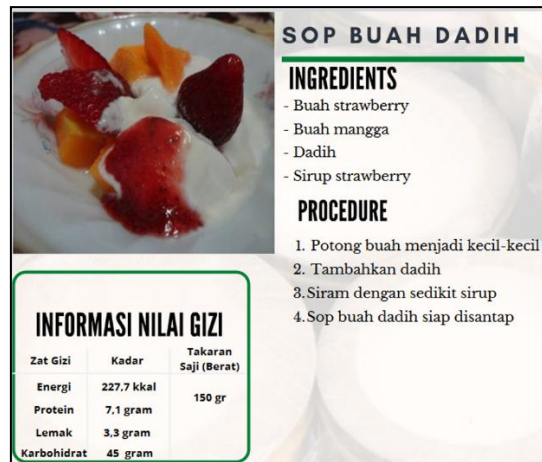 SOP BUAH DADIH
INGREDIENTS
- Buah strawberry
- Buah mangga
- Dadih
- Sirup strawberry
PROCEDURE
1. Potong buah menjadi kecil-kecil
2. Tambahkan dadih
3.Siram dengan sedikit sirup
4.Sop buah dadih siap disantap
INFORMASI NILAI GIZI
Zat Gizi Kadar Takaran Saji (Berat)
Energi 227,7 kkal 150 gr
Protein 7,1 gram
Lemak 3,3 gram
Karbohidrat 45 gram